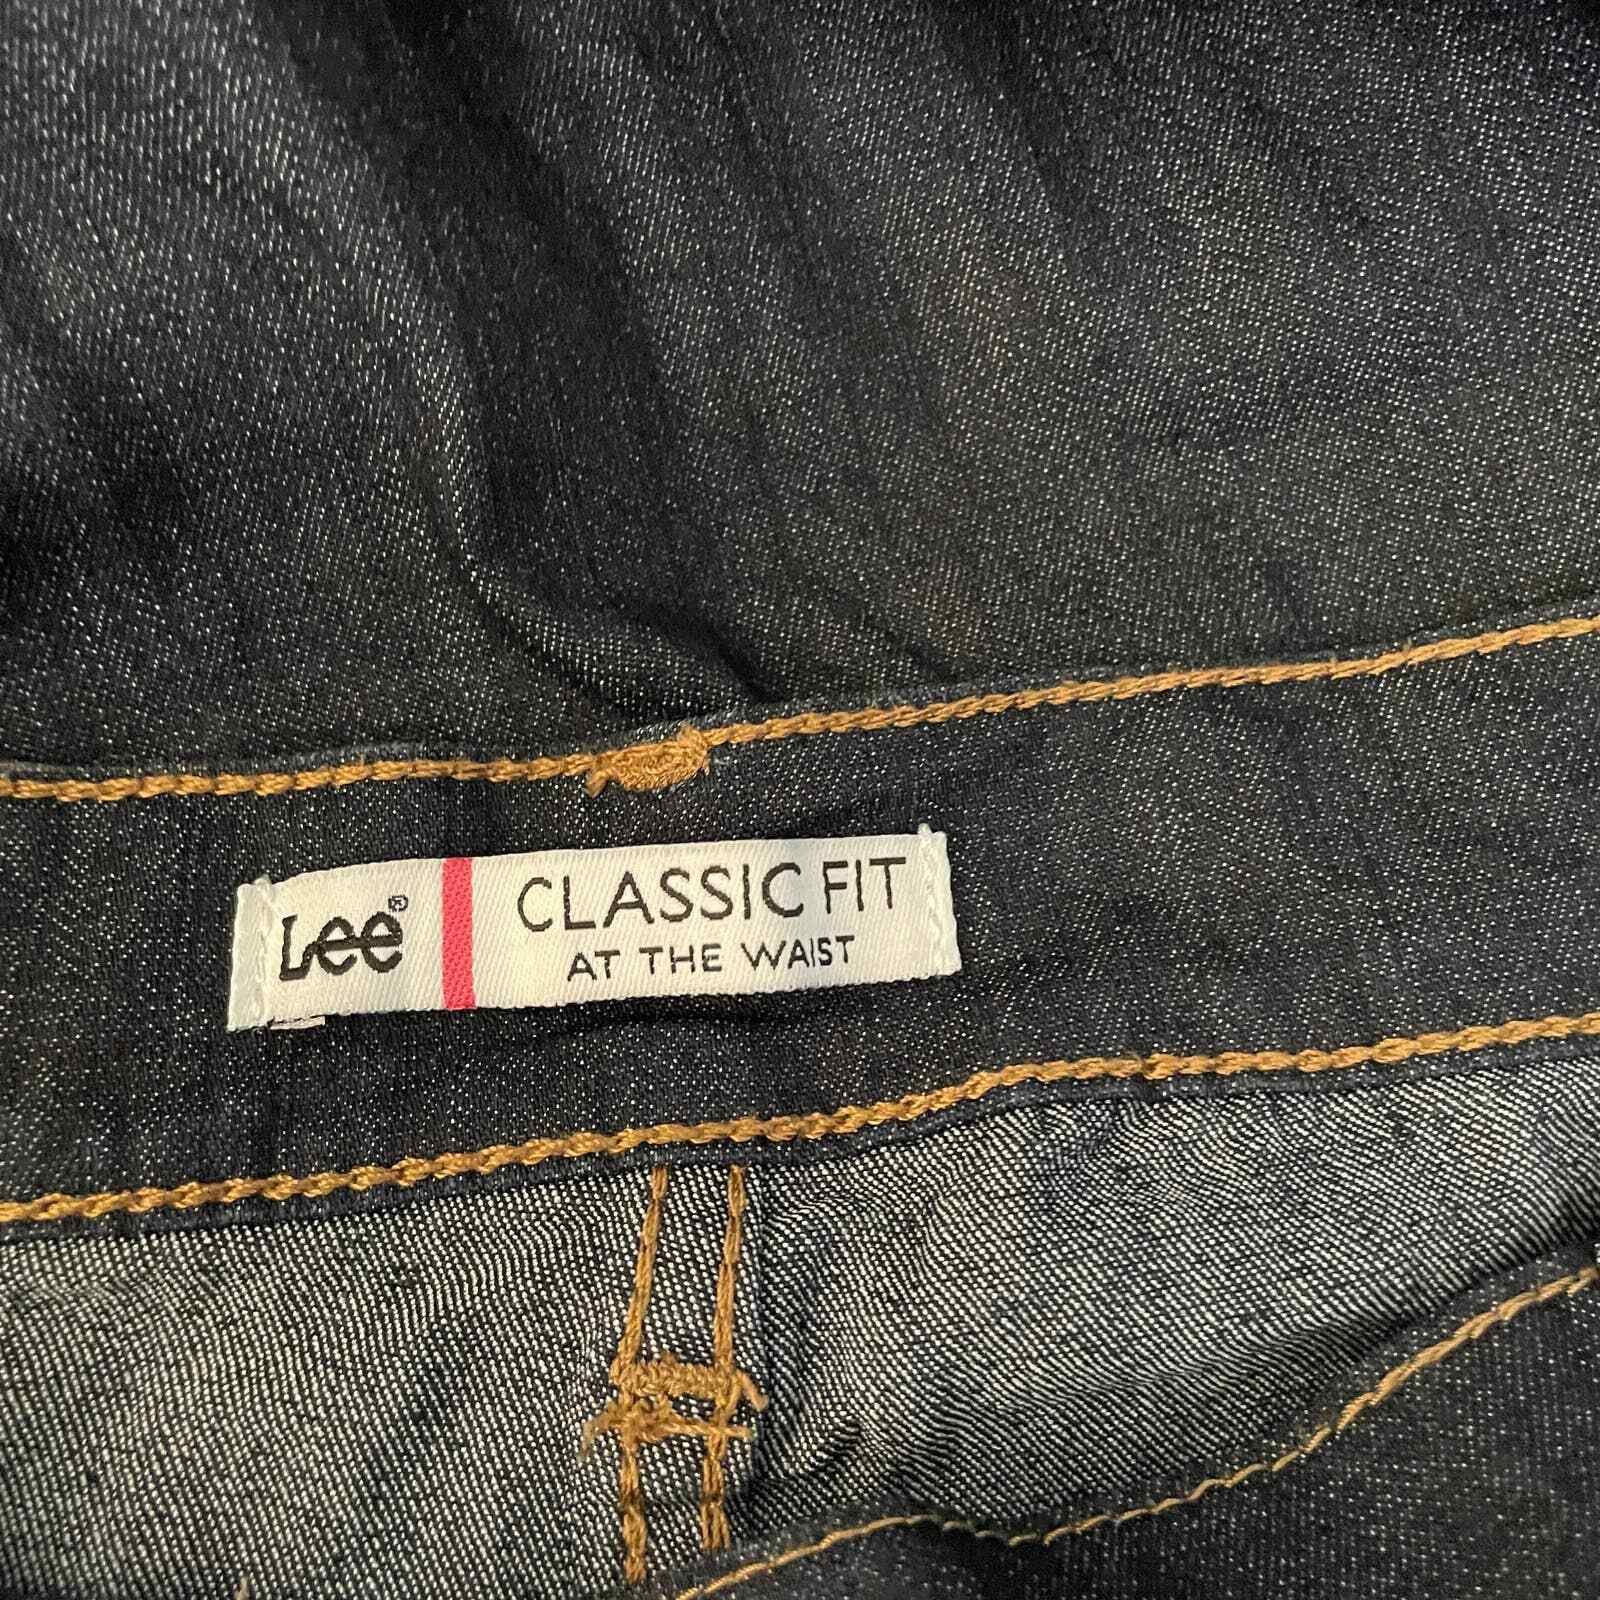 Lee®
CLASSIC FIT
AT THE WAIST